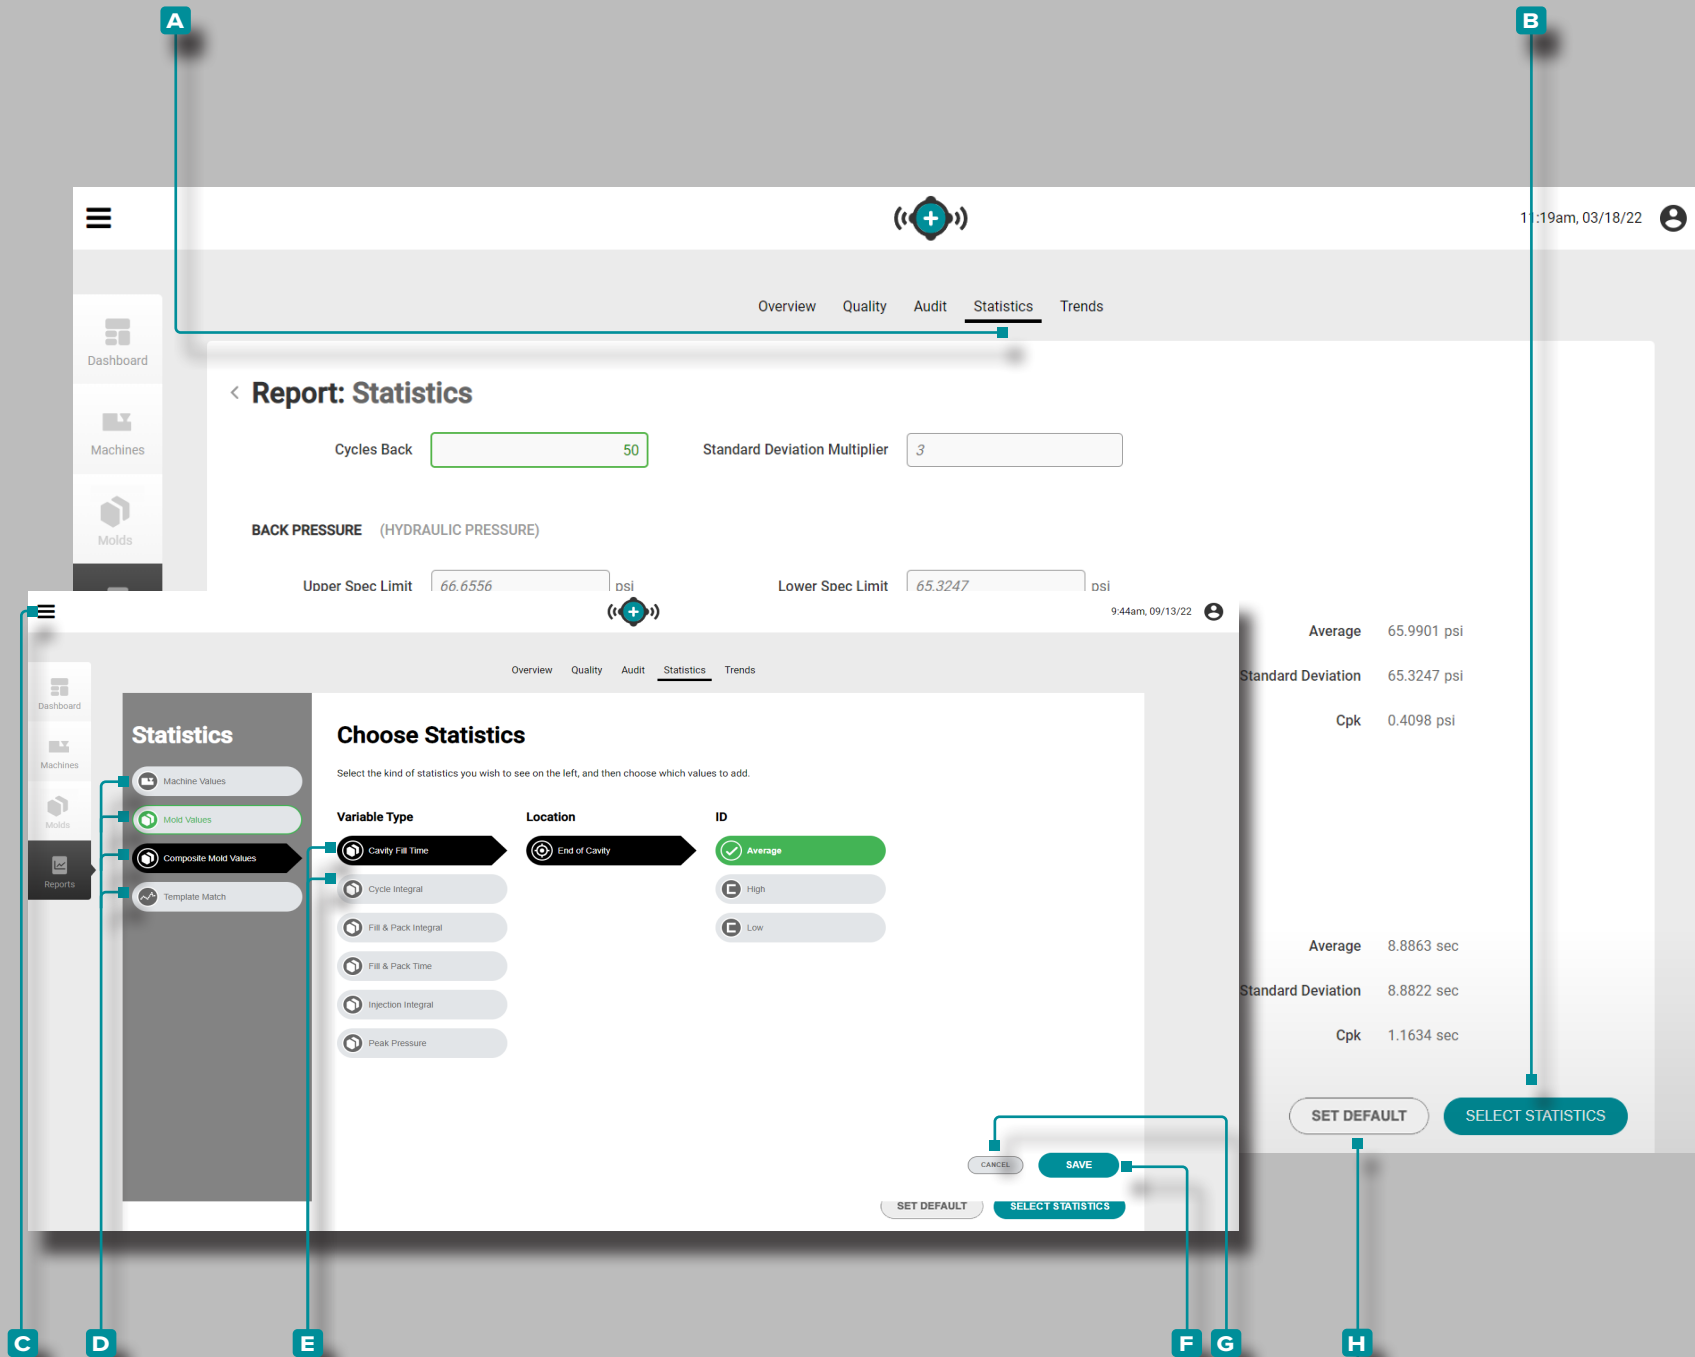 A
B
11:19am, 03/18/22
Overview Quality Audit Statistics Trends
Dashboard
Machines
Molds
< Report: Statistics
Cycles Back 50 Standard Deviation Multiplier 3
BACK PRESSURE (HYDRAULIC PRESSURE)
Upper Spec Limit 66.6556 psi Lower Spec Limit 65.3247 psi
Average 65.9901 psi
Standard Deviation 65.3247 psi
Cpk 0.4098 psi
Average 8.8863 sec
Standard Deviation 8.8822 sec
Cpk 1.1634 sec
SET DEFAULT SELECT STATISTICS
9:44am, 09/13/22
Overview Quality Audit Statistics Trends
Dashboard
Machines
Molds
Reports
Statistics
Machine Values
Mold Values
Composite Mold Values
Template Match
Choose Statistics
Select the kind of statistics you wish to see on the left, and then choose which values to add.
Variable Type Location ID
Cavity Fill Time End of Cavity Average
Cycle Integral High
Fill & Pack Integral Low
Fill & Pack Time
Injection Integral
Peak Pressure
CANCEL SAVE
SET DEFAULT SELECT STATISTICS
C D E F G H